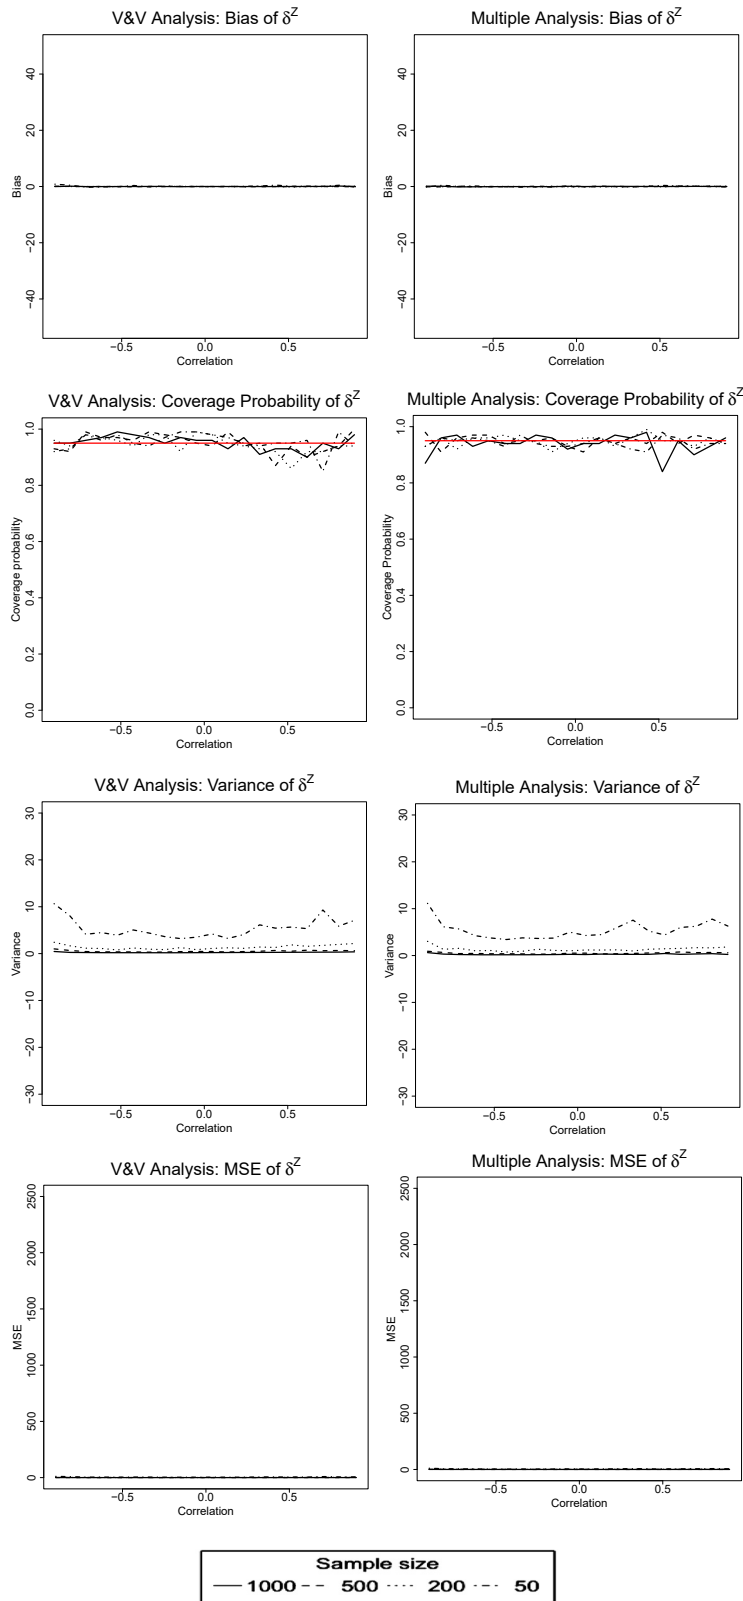 V&V Analysis: Bias of δZ
Bias
40
20
0
−20
−40
−0.5 0.0 0.5
Correlation
Multiple Analysis: Bias of δZ
Bias
40
20
0
−20
−40
−0.5 0.0 0.5
Correlation
V&V Analysis: Coverage Probability of δZ
Coverage probability
1.0
0.8
0.6
0.4
0.2
0.0
−0.5 0.0 0.5
Correlation
Multiple Analysis: Coverage Probability of δZ
Coverage Probability
1.0
0.8
0.6
0.4
0.2
0.0
−0.5 0.0 0.5
Correlation
V&V Analysis: Variance of δZ
Variance
30
20
10
0
−10
−20
−30
−0.5 0.0 0.5
Correlation
Multiple Analysis: Variance of δZ
Variance
30
20
10
0
−10
−20
−30
−0.5 0.0 0.5
Correlation
V&V Analysis: MSE of δZ
MSE
2500
2000
1500
1000
500
0
−0.5 0.0 0.5
Correlation
Multiple Analysis: MSE of δZ
MSE
2500
2000
1500
1000
500
0
−0.5 0.0 0.5
Correlation
Sample size
1000 500 200 50